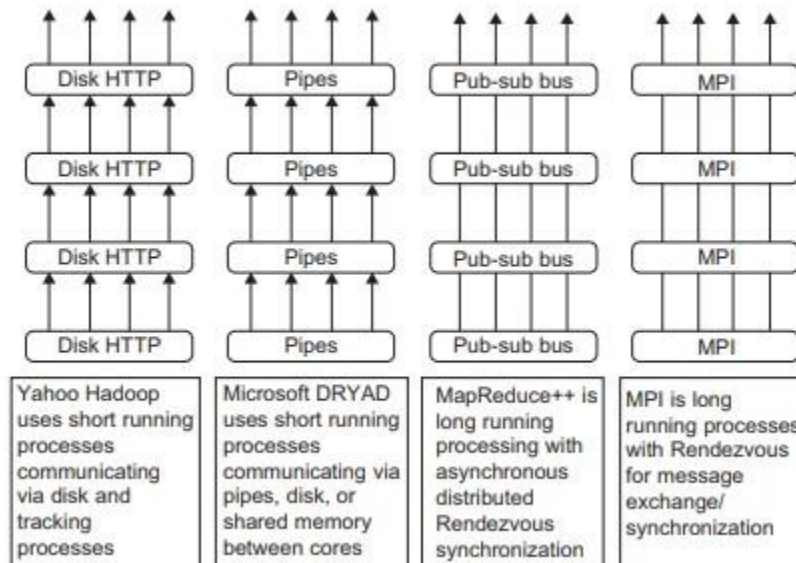 Disk HTTP
Pipes
Pub-sub bus
MPI
Disk HTTP
Pipes
Pub-sub bus
MPI
Disk HTTP
Pipes
Pub-sub bus
MPI
Disk HTTP
Pipes
Pub-sub bus
MPI
Yahoo Hadoop
uses short running
processes
communicating
via disk and
tracking
processes
Microsoft DRYAD
uses short running
processes
communicating via
pipes, disk, or
shared memory
between cores
MapReduce++ is
long running
processing with
asynchronous
distributed
Rendezvous
synchronization
MPI is long
running processes
with Rendezvous
for message
exchange/
synchronization